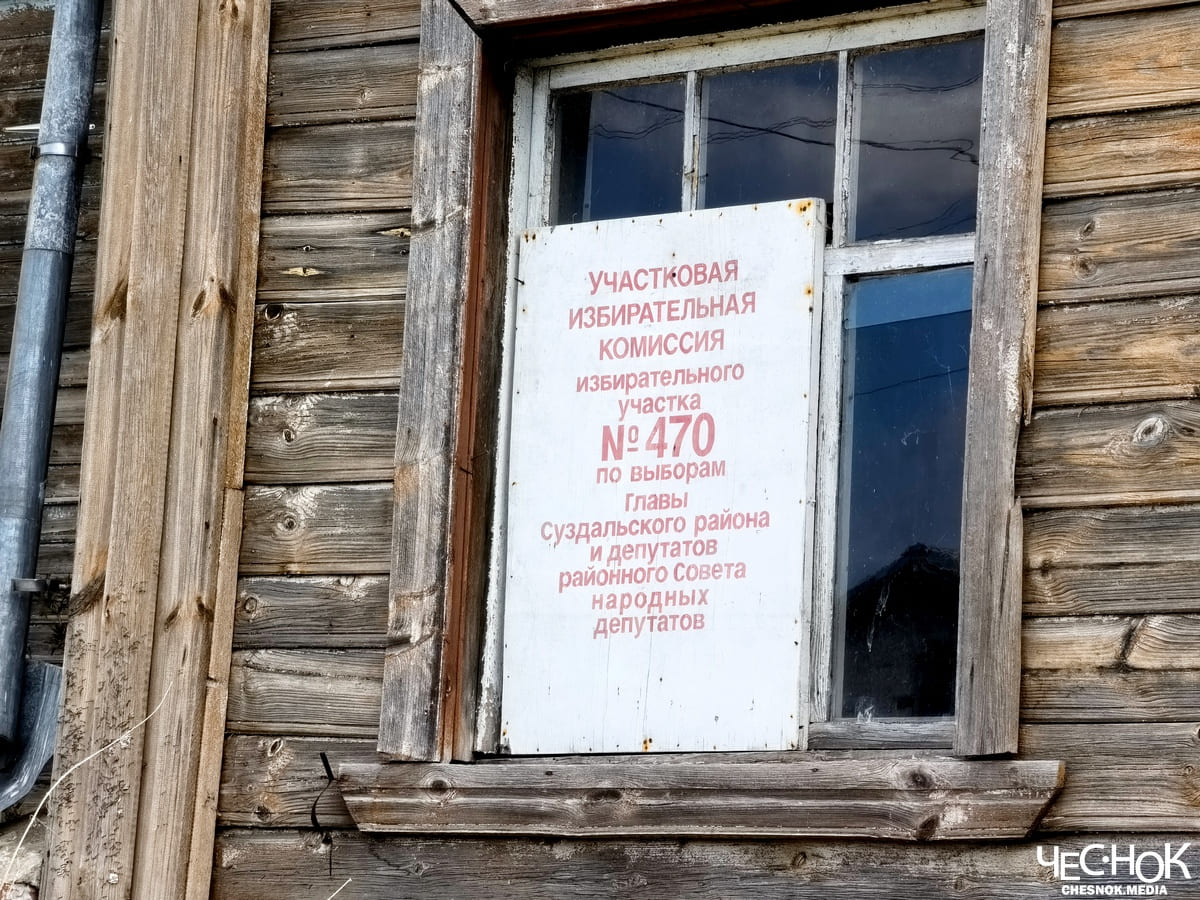 УЧАСТКОВАЯ
ИЗБИРАТЕЛЬНАЯ
КОМИССИЯ
избирательного
участка
№ 470
по выборам
Главы
Суздальского района
и депутатов
районного Совета
народных
депутатов
ЧЕСНОК
CHESNOK.MEDIA